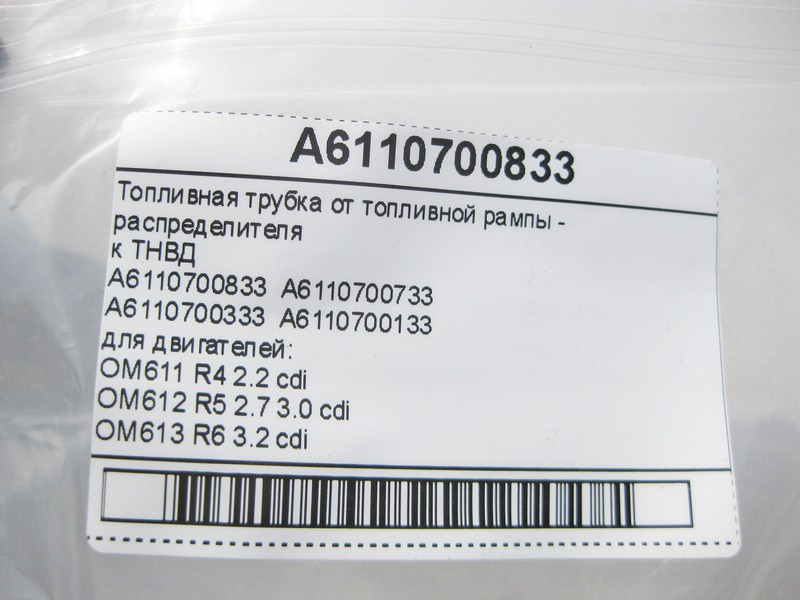 A6110700833
Топливная трубка от топливной рампы -
распределителя
к ТНВД
A6110700833 A6110700733
A6110700333 A6110700133
для двигателей:
OM611 R4 2.2 cdi
OM612 R5 2.7 3.0 cdi
OM613 R6 3.2 cdi